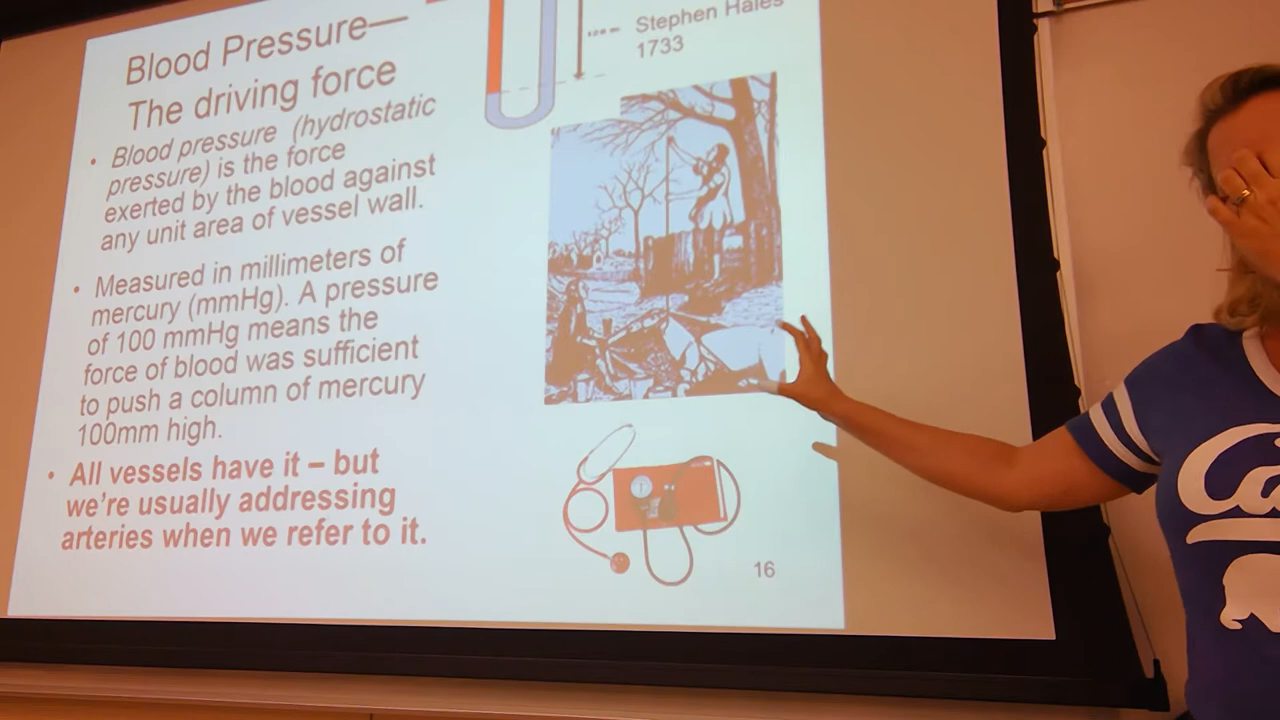 Blood Pressure—
The driving force
• Blood pressure (hydrostatic
pressure) is the force
exerted by the blood against
any unit area of vessel wall.
• Measured in millimeters of
mercury (mmHg). A pressure
of 100 mmHg means the
force of blood was sufficient
to push a column of mercury
100mm high.
• All vessels have it – but
we're usually addressing
arteries when we refer to it.
Stephen Hales
1733
16